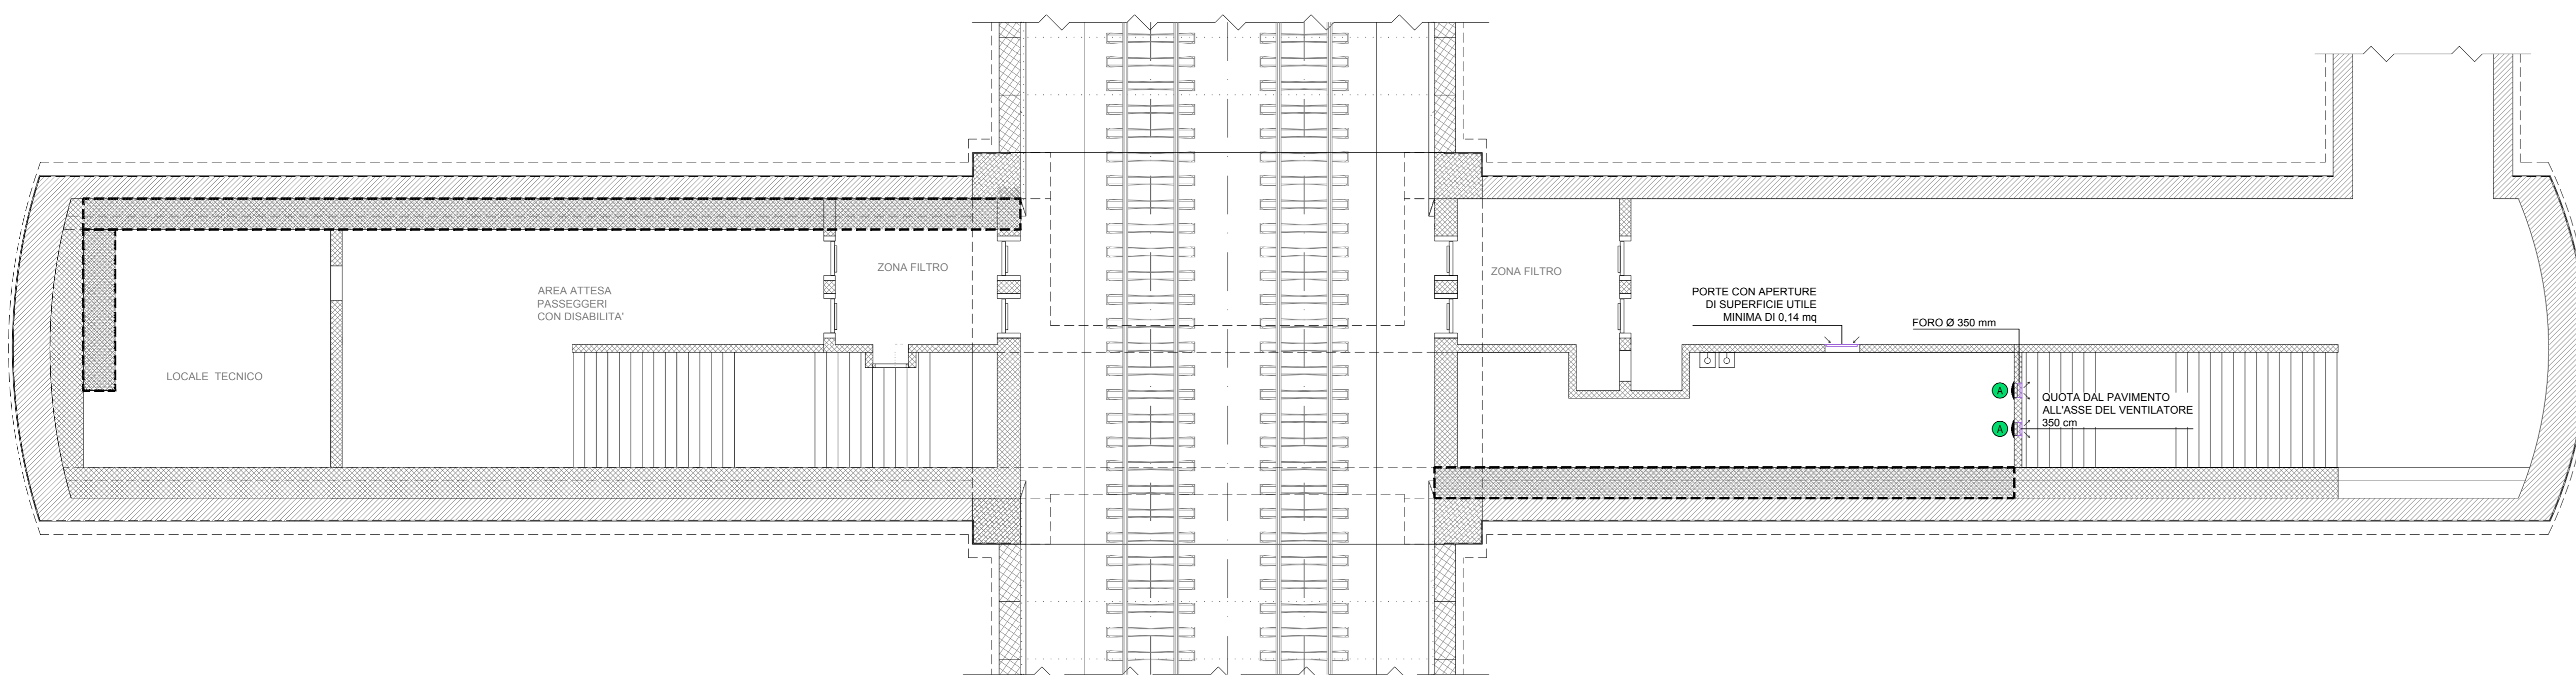 ZONA FILTRO
AREA ATTESA
PASSEGGERI
CON DISABILITA'
LOCALE TECNICO
ZONA FILTRO
PORTE CON APERTURE
DI SUPERFICIE UTILE
MINIMA DI 0,14 mq
FORO Ø 350 mm
A
A
QUOTA DAL PAVIMENTO
ALL'ASSE DEL VENTILATORE
350 cm